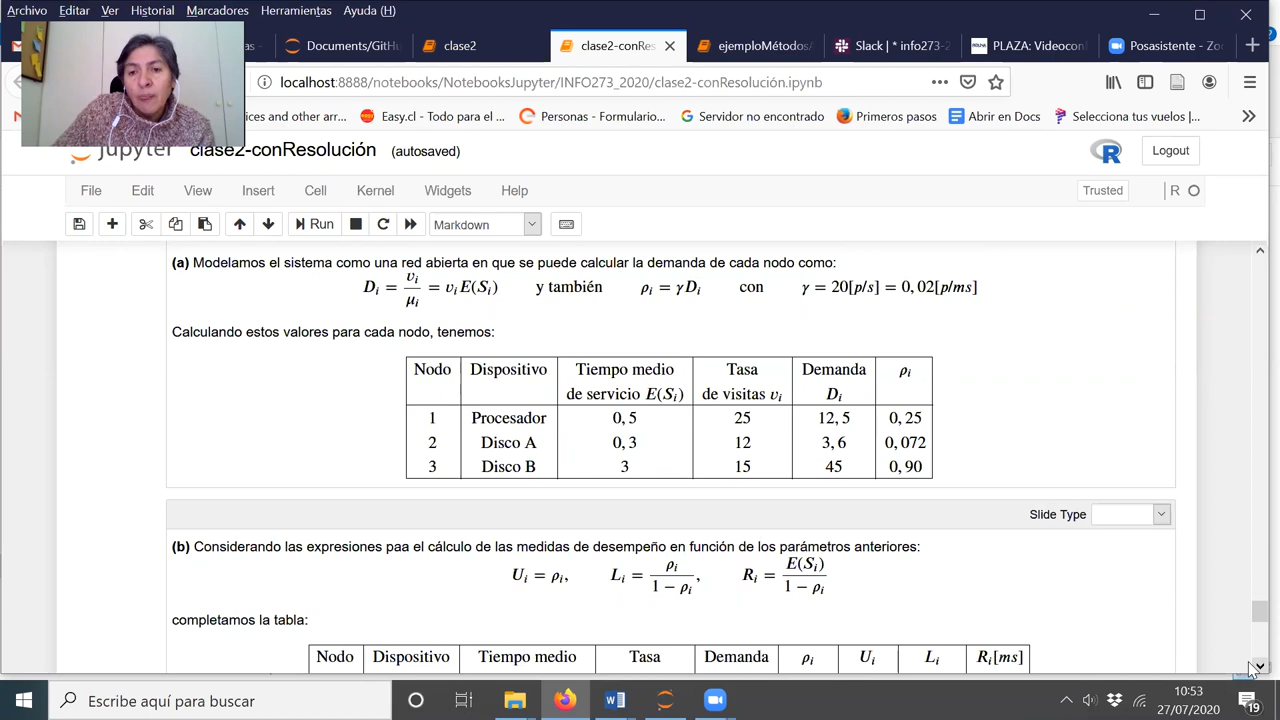 Archivo Editar Ver Historial Marcadores Herramientas Ayuda (H)
Documents/GitHu
clase2
clase2-conRes
ejemploMétodos/
Slack | * info273-2
PLAZA: Videoconf
Posasistente - Zoo
localhost:8888/notebooks/NotebooksJupyter/INFO273_2020/clase2-conResolución.ipynb
ices and other arr...
Easy.cl - Todo para el ...
Personas - Formulario...
Servidor no encontrado
Primeros pasos
Abrir en Docs
Selecciona tus vuelos |...
jupyter clase2-conResolución (autosaved)
R
Logout
File Edit View Insert Cell Kernel Widgets Help
Trusted
R
Run
Markdown
(a) Modelamos el sistema como una red abierta en que se puede calcular la demanda de cada nodo como:
D_i = υ_i/μ_i = υ_i E(S_i) y también ρ_i = γD_i con γ = 20[p/s] = 0, 02[p/ms]
Calculando estos valores para cada nodo, tenemos:
Nodo Dispositivo Tiempo medio Tasa Demanda ρ_i
de servicio E(S_i) de visitas υ_i D_i
1 Procesador 0, 5 25 12, 5 0, 25
2 Disco A 0, 3 12 3, 6 0, 072
3 Disco B 3 15 45 0, 90
Slide Type
(b) Considerando las expresiones paa el cálculo de las medidas de desempeño en función de los parámetros anteriores:
U_i = ρ_i, L_i = ρ_i/(1 − ρ_i), R_i = E(S_i)/(1 − ρ_i)
completamos la tabla:
Nodo Dispositivo Tiempo medio Tasa Demanda ρ_i U_i L_i R_i[ms]
Escribe aquí para buscar
10:53
27/07/2020
19